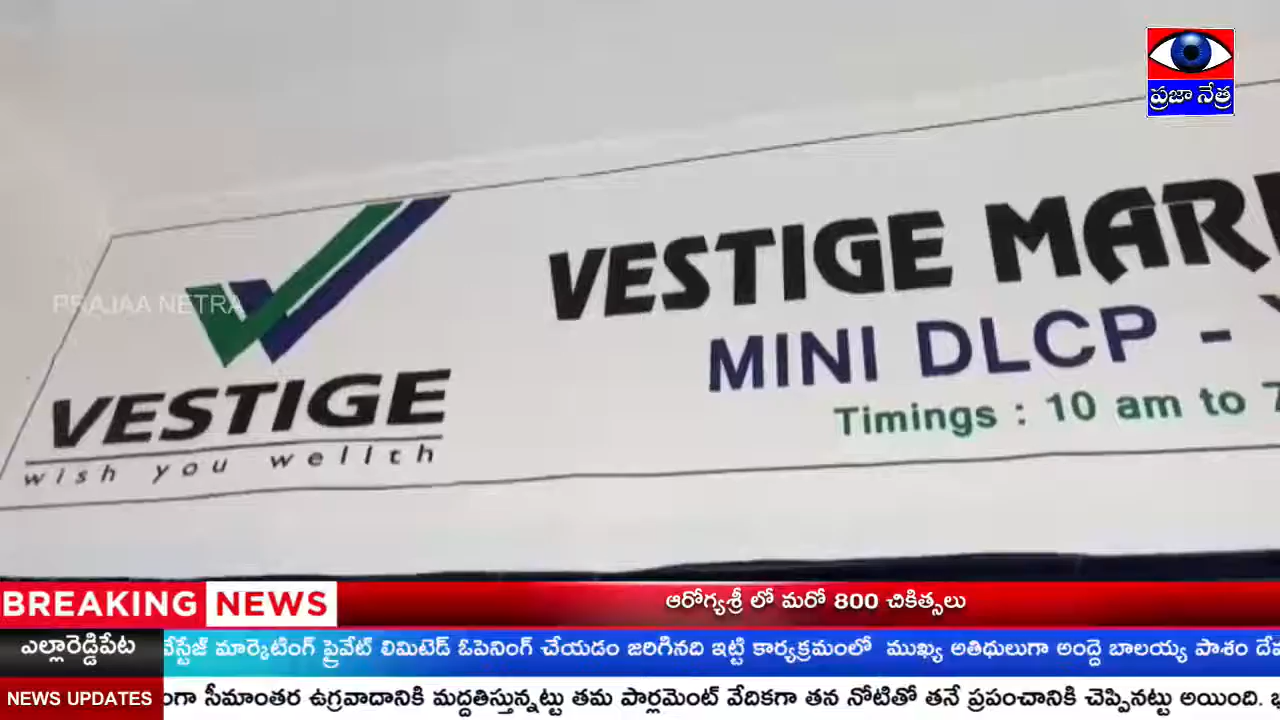 ప్రజా నేత్ర
VESTIGE
MINI DLCP -
Timings : 10 am to
PRAJAA NETRA
VESTIGE
wish you wellth
BREAKING NEWS
ఆరోగ్యశ్రీ లో మరో 800 చికిత్సలు
ఎల్లారెడ్డిపేట
మార్కెటింగ్ ప్రైవేట్ లిమిటెడ్ ఓపెనింగ్ చేయడం జరిగినది ఇట్టి కార్యక్రమంలో ముఖ్య అతిథులుగా అందె బాలయ్య పాశం
NEWS UPDATES
సీమాంతర ఉగ్రవాదానికి మద్దతిస్తున్నట్టు తమ పార్లమెంట్ వేదికగా తన నోటితో తనే ప్రపంచానికి చెప్పినట్టు అయింది.